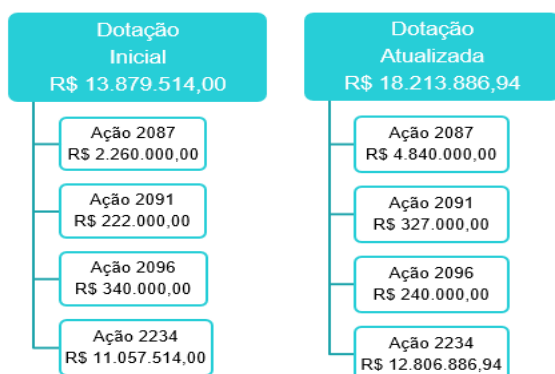 Dotação
Inicial
R$ 13.879.514,00
Ação 2087
R$ 2.260.000,00
Ação 2091
R$ 222.000,00
Ação 2096
R$ 340.000,00
Ação 2234
R$ 11.057.514,00
Dotação
Atualizada
R$ 18.213.886,94
Ação 2087
R$ 4.840.000,00
Ação 2091
R$ 327.000,00
Ação 2096
R$ 240.000,00
Ação 2234
R$ 12.806.886,94